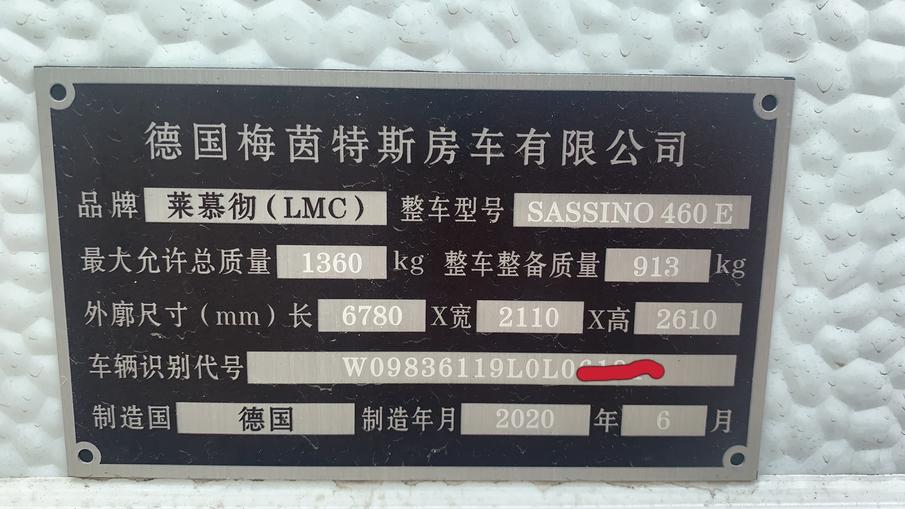 德国梅茵特斯房车有限公司
品牌 莱慕彻(LMC) 整车型号 SASSINO 460 E
最大允许总质量 1360 kg 整车整备质量 913 kg
外廓尺寸(mm)长 6780 X宽 2110 X高 2610
车辆识别代号 W09836119L0L0
制造国 德国 制造年月 2020 年 6 月